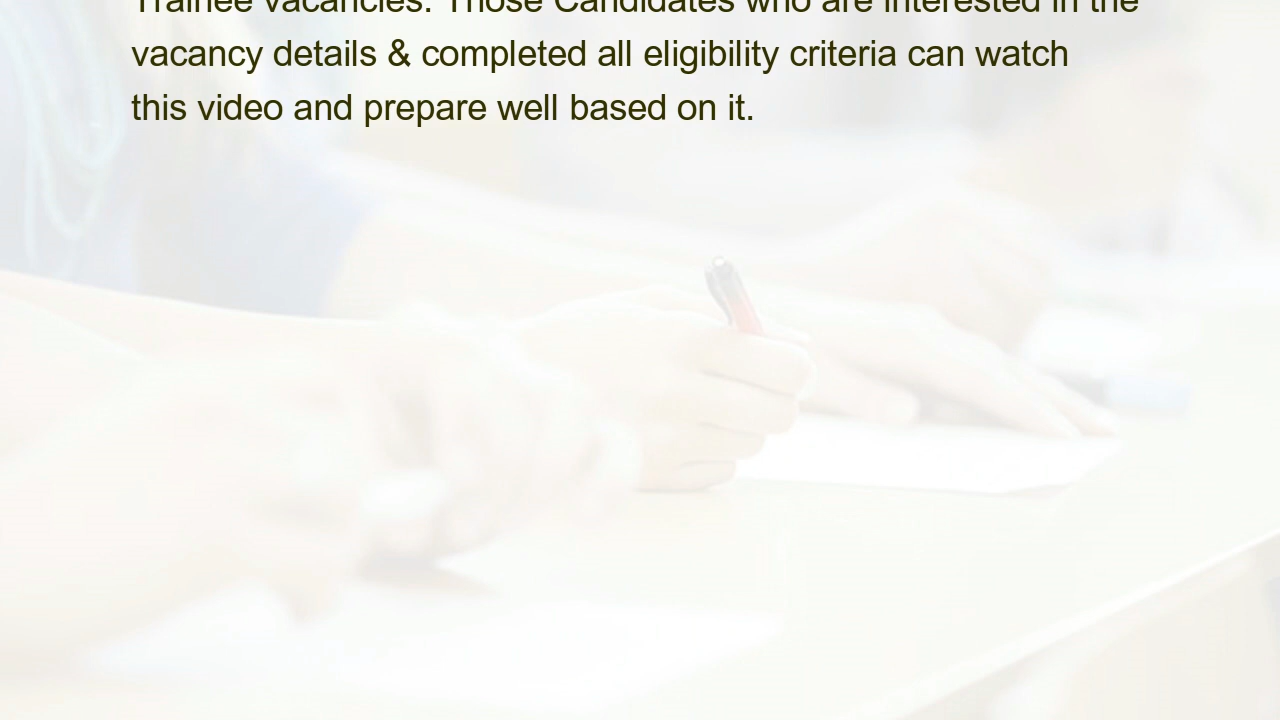 Trainee vacancies. Those Candidates who are interested in the
vacancy details & completed all eligibility criteria can watch
this video and prepare well based on it.